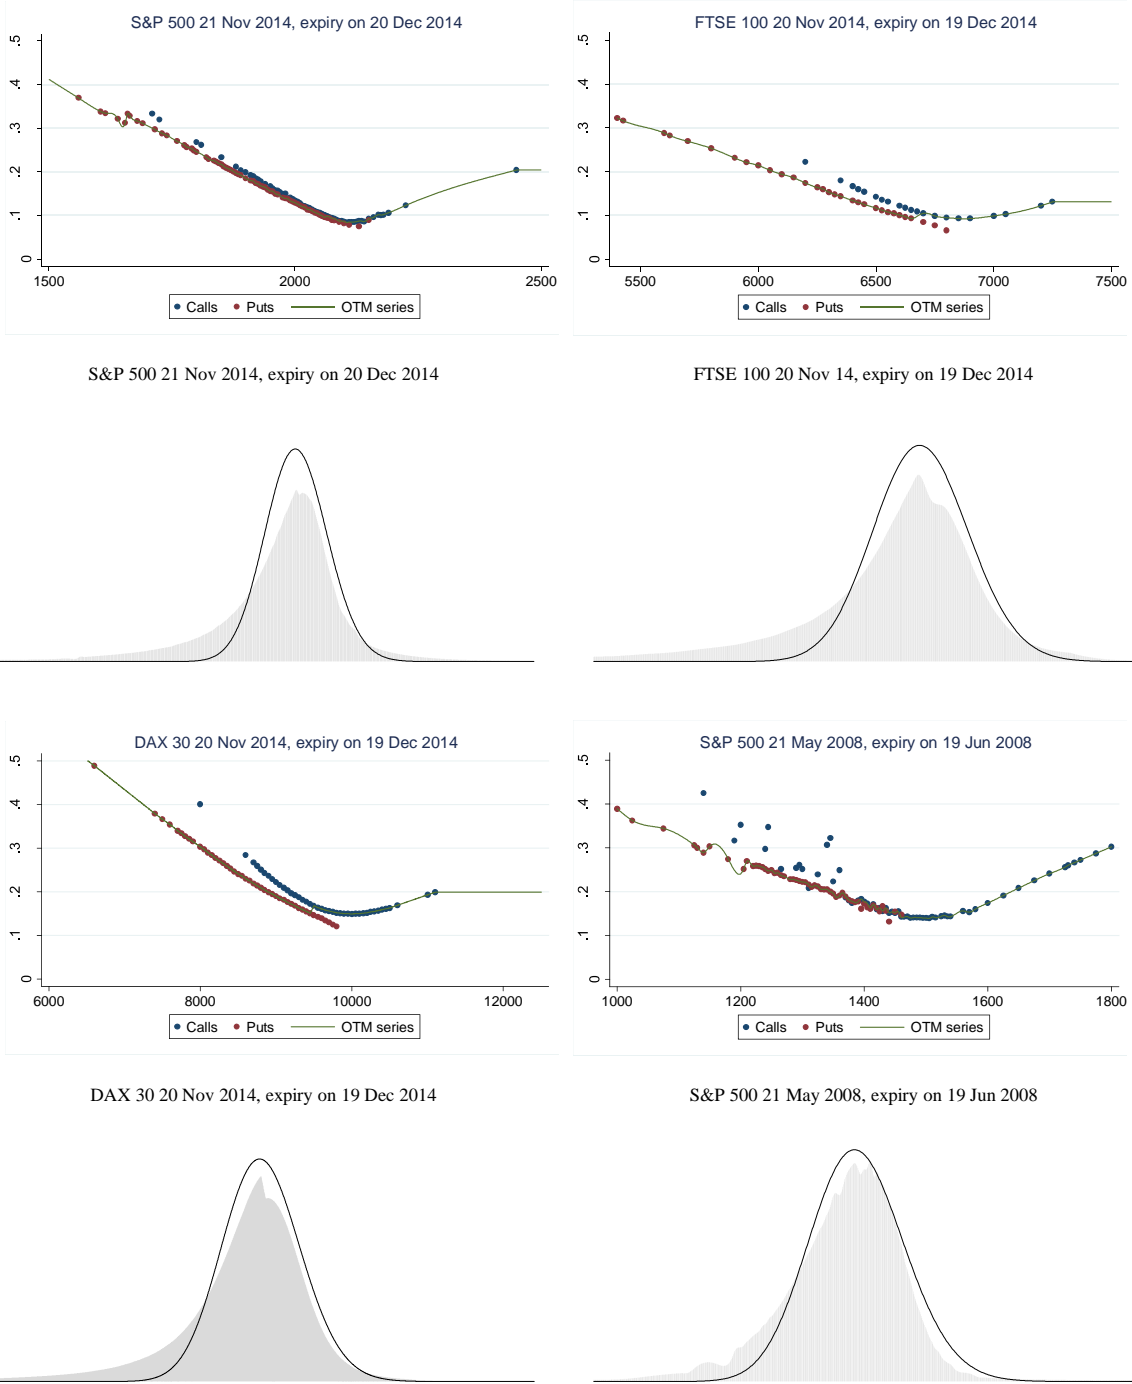 S&P 500 21 Nov 2014, expiry on 20 Dec 2014
.5
.4
.3
.2
.1
0
1500 2000 2500
Calls Puts OTM series
FTSE 100 20 Nov 2014, expiry on 19 Dec 2014
.5
.4
.3
.2
.1
0
5500 6000 6500 7000 7500
Calls Puts OTM series
S&P 500 21 Nov 2014, expiry on 20 Dec 2014
FTSE 100 20 Nov 14, expiry on 19 Dec 2014
DAX 30 20 Nov 2014, expiry on 19 Dec 2014
.5
.4
.3
.2
.1
0
6000 8000 10000 12000
Calls Puts OTM series
S&P 500 21 May 2008, expiry on 19 Jun 2008
.5
.4
.3
.2
.1
0
1000 1200 1400 1600 1800
Calls Puts OTM series
DAX 30 20 Nov 2014, expiry on 19 Dec 2014
S&P 500 21 May 2008, expiry on 19 Jun 2008